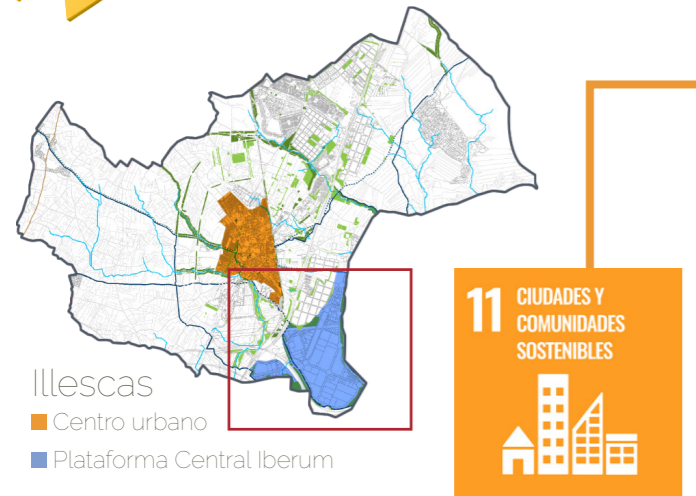 Illescas
Centro urbano
Plataforma Central Iberum
11 CIUDADES Y
COMUNIDADES
SOSTENIBLES